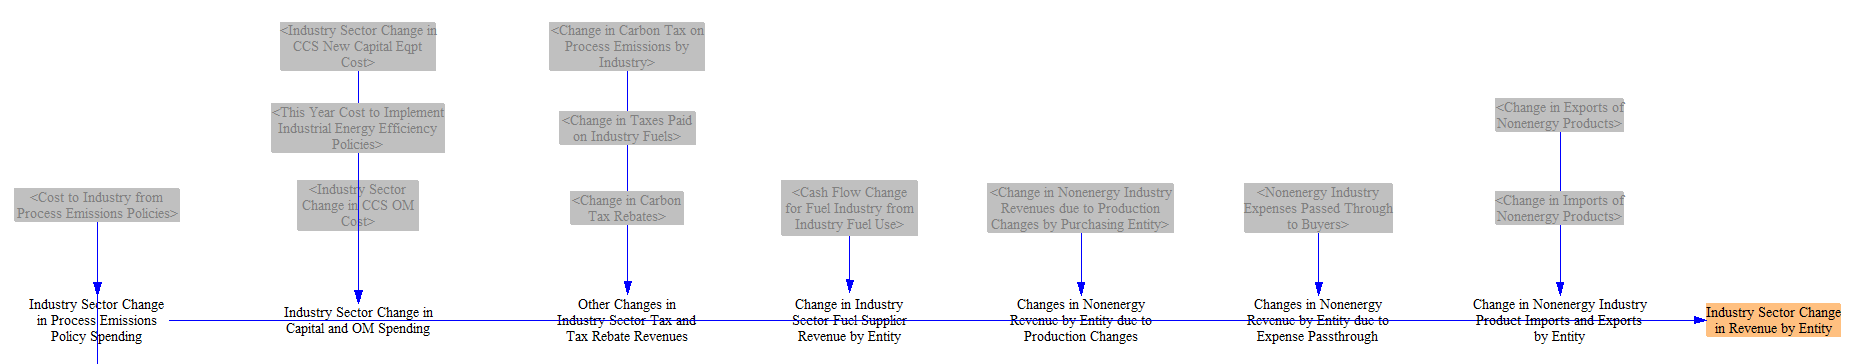 <Industry Sector Change in
CCS New Capital Eqpt
Cost>
<Change in Carbon Tax on
Process Emissions by
Industry>
<This Year Cost to Implement
Industrial Energy Efficiency
Policies>
<Change in Taxes Paid
on Industry Fuels>
<Change in Exports of
Nonenergy Products>
<Cost to Industry from
Process Emissions Policies>
<Industry Sector
Change in CCS OM
Cost>
<Change in Carbon
Tax Rebates>
<Cash Flow Change
for Fuel Industry from
Industry Fuel Use>
<Change in Nonenergy Industry
Revenues due to Production
Changes by Purchasing Entity>
<Nonenergy Industry
Expenses Passed Through
to Buyers>
<Change in Imports of
Nonenergy Products>
Industry Sector Change
in Process Emissions
Policy Spending
Industry Sector Change in
Capital and OM Spending
Other Changes in
Industry Sector Tax and
Tax Rebate Revenues
Change in Industry
Sector Fuel Supplier
Revenue by Entity
Changes in Nonenergy
Revenue by Entity due to
Production Changes
Changes in Nonenergy
Revenue by Entity due to
Expense Passthrough
Change in Nonenergy Industry
Product Imports and Exports
by Entity
Industry Sector Change
in Revenue by Entity